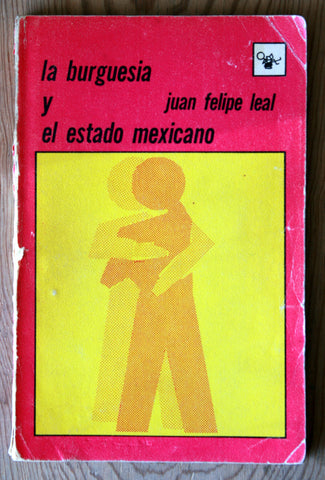 la burguesia
y juan felipe leal
el estado mexicano